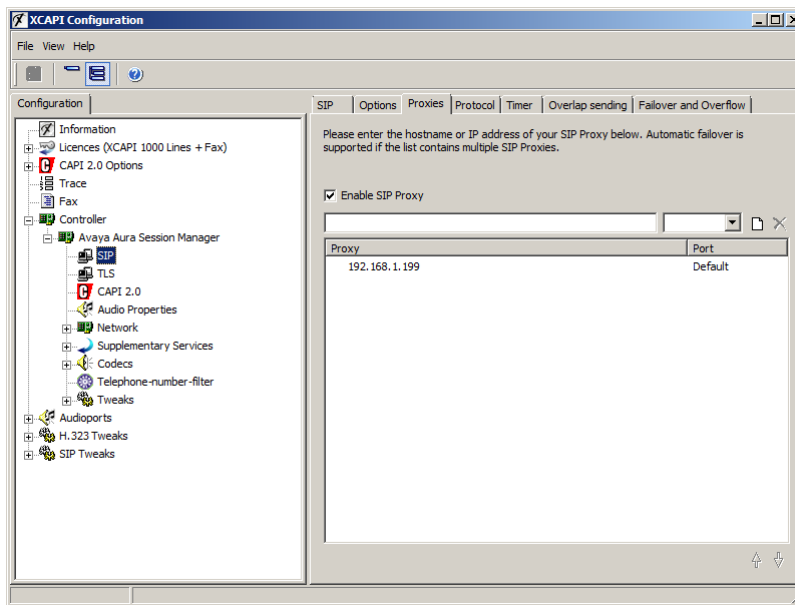 XCAPI Configuration
File View Help
Configuration
Information
Licences (XCAPI 1000 Lines + Fax)
CAPI 2.0 Options
Trace
Fax
Controller
Avaya Aura Session Manager
SIP
TLS
CAPI 2.0
Audio Properties
Network
Supplementary Services
Codecs
Telephone-number-filter
Tweaks
Audioports
H.323 Tweaks
SIP Tweaks
SIP Options Proxies Protocol Timer Overlap sending Failover and Overflow
Please enter the hostname or IP address of your SIP Proxy below. Automatic failover is
supported if the list contains multiple SIP Proxies.
Enable SIP Proxy
Proxy Port
192.168.1.199 Default